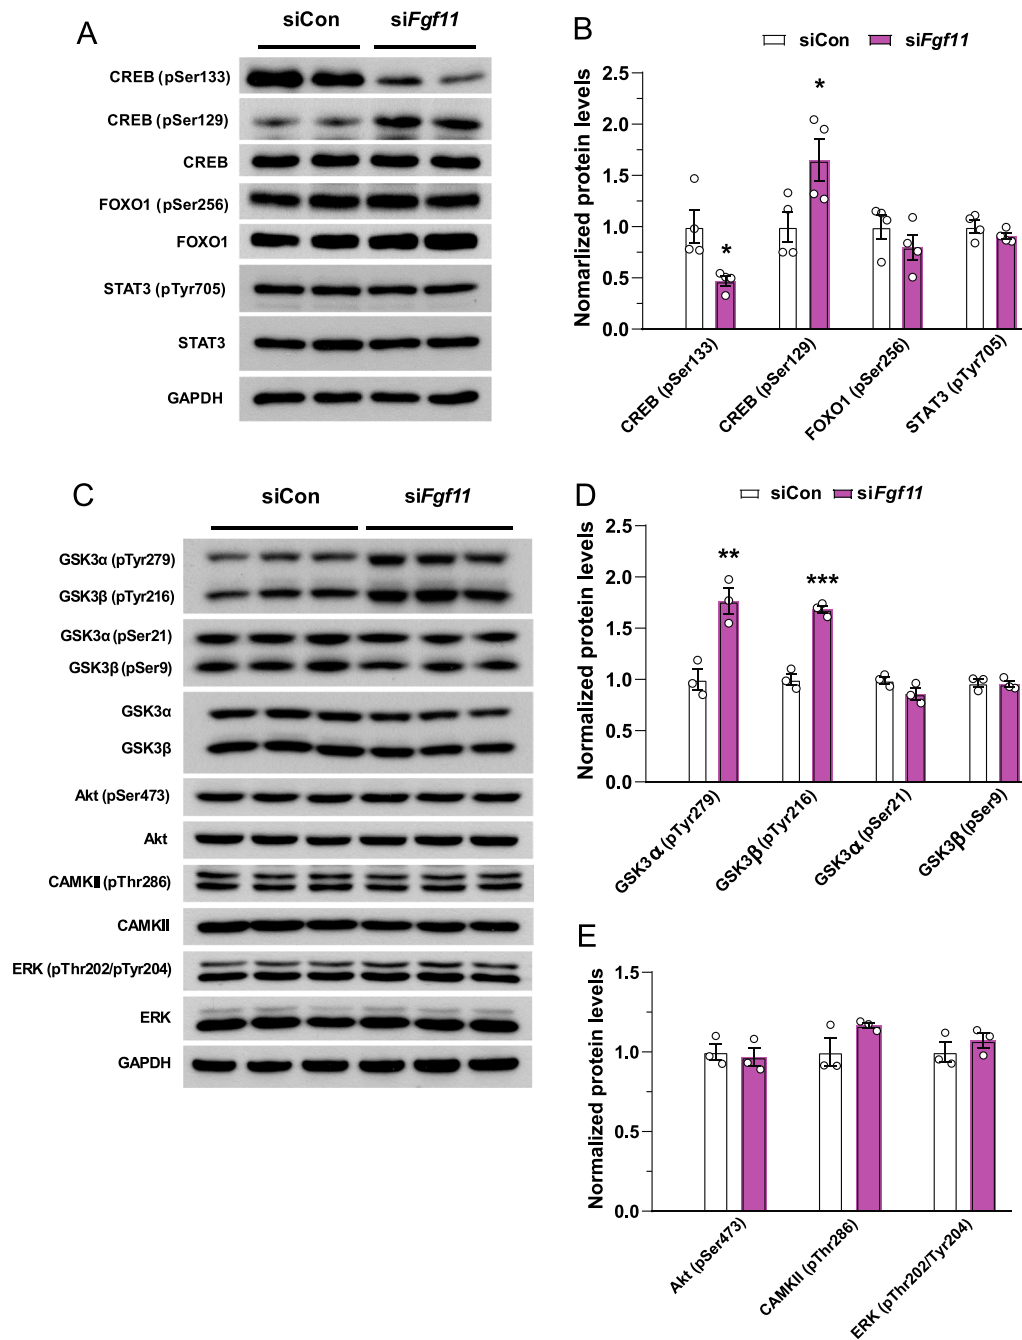 A
siCon siFgf11
CREB (pSer133)
CREB (pSer129)
CREB
FOXO1 (pSer256)
FOXO1
STAT3 (pTyr705)
STAT3
GAPDH
B
siCon siFgf11
Nomarlized protein levels
2.5
2.0
1.5
1.0
0.5
0.0
*
*
CREB (pSer133)
CREB (pSer129)
FOXO1 (pSer256)
STAT3 (pTyr705)
C
siCon siFgf11
GSK3α (pTyr279)
GSK3β (pTyr216)
GSK3α (pSer21)
GSK3β (pSer9)
GSK3α
GSK3β
Akt (pSer473)
Akt
CAMKII (pThr286)
CAMKII
ERK (pThr202/pTyr204)
ERK
GAPDH
D
siCon siFgf11
Normalized protein levels
2.5
2.0
1.5
1.0
0.5
0.0
**
***
GSK3α (pTyr279)
GSK3β (pTyr216)
GSK3α (pSer21)
GSK3β (pSer9)
E
Normalized protein levels
1.5
1.0
0.5
0.0
Akt (pSer473)
CAMKII (pThr286)
ERK (pThr202/Tyr204)